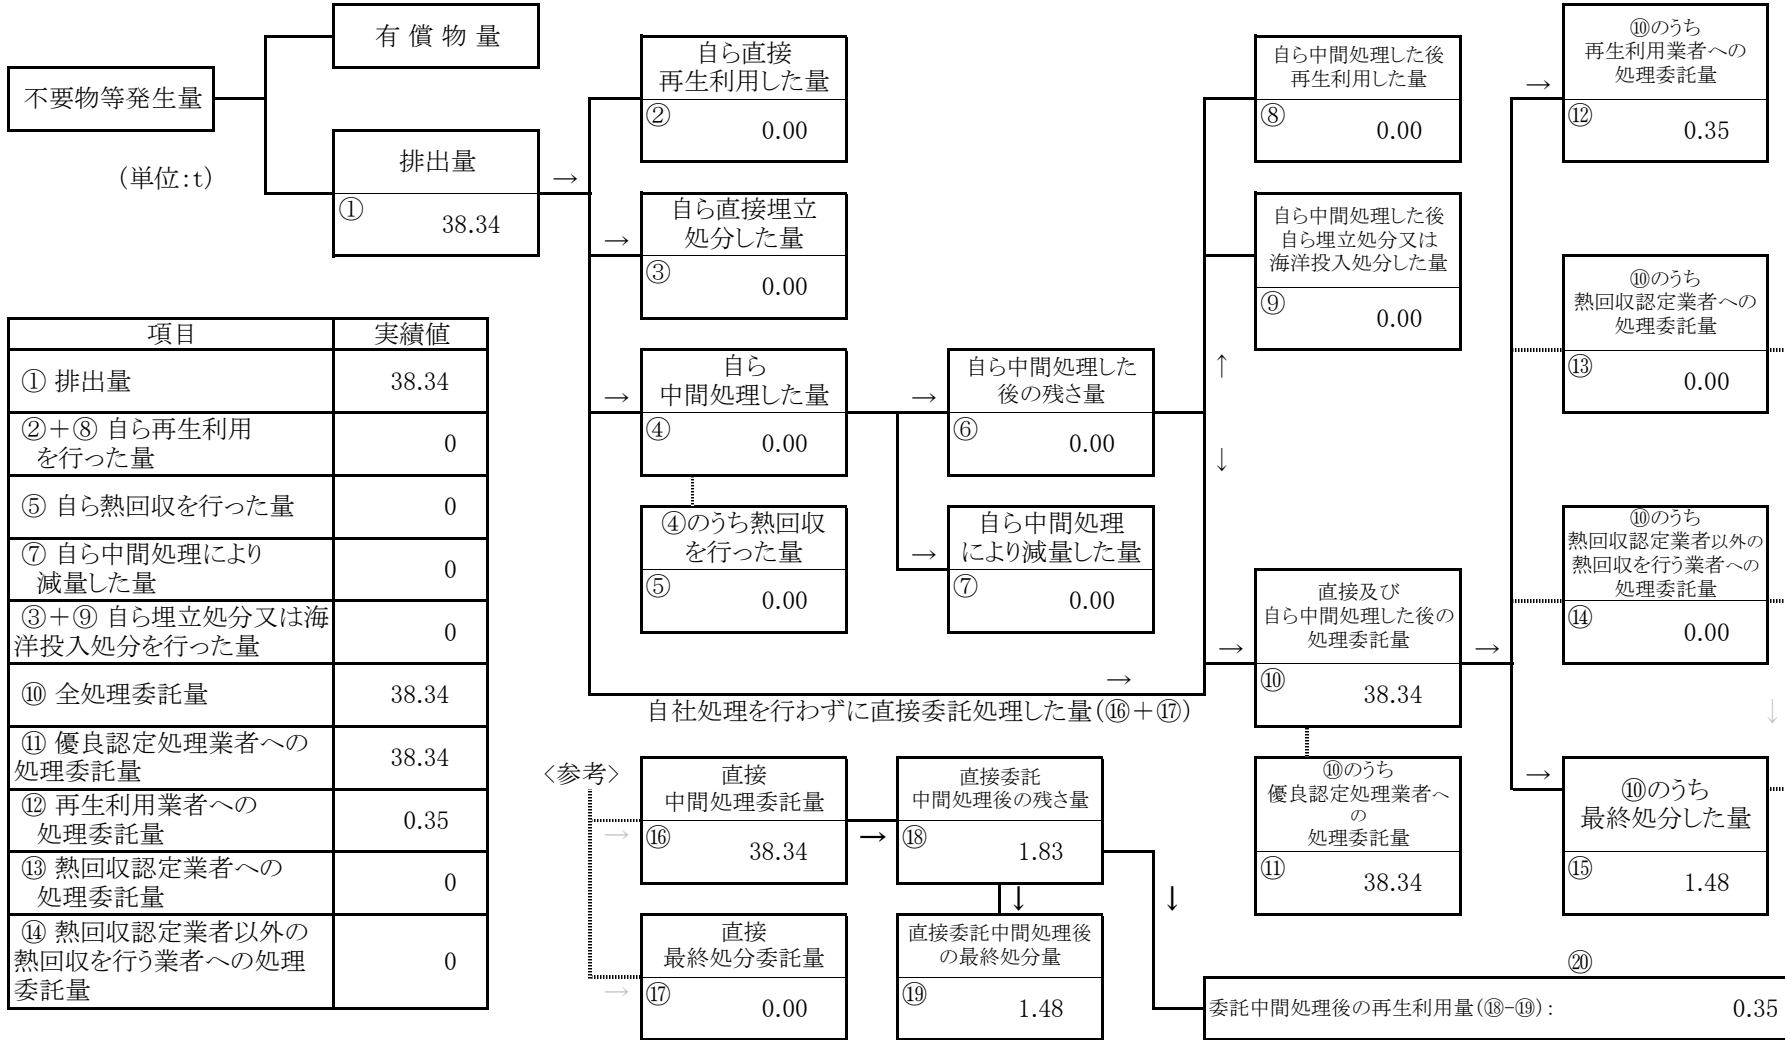 不要物等発生量
有償物量
(単位:t)
排出量
①
38.34
→
自ら直接
再生利用した量
②
0.00
→
自ら直接埋立
処分した量
③
0.00
→
自ら
中間処理した量
④
0.00
④のうち熱回収
を行った量
⑤
0.00
→
自ら中間処理した
後の残さ量
⑥
0.00
→
自ら中間処理
により減量した量
⑦
0.00
↑
↓
自ら中間処理した後
再生利用した量
⑧
0.00
自ら中間処理した後
自ら埋立処分又は
海洋投入処分した量
⑨
0.00
→
自社処理を行わずに直接委託処理した量(⑯+⑰)
→
直接及び
自ら中間処理した後の
処理委託量
⑩
38.34
→
⑩のうち
優良認定処理業者へ
の
処理委託量
⑪
38.34
→
⑩のうち
再生利用業者への
処理委託量
⑫
0.35
⑩のうち
熱回収認定業者への
処理委託量
⑬
0.00
⑩のうち
熱回収認定業者以外の
熱回収を行う業者への
処理委託量
⑭
0.00
↓
→
⑩のうち
最終処分した量
⑮
1.48
項目 実績値
① 排出量 38.34
②+⑧ 自ら再生利用
を行った量 0
⑤ 自ら熱回収を行った量 0
⑦ 自ら中間処理により
減量した量 0
③+⑨ 自ら埋立処分又は海
洋投入処分を行った量 0
⑩ 全処理委託量 38.34
⑪ 優良認定処理業者への
処理委託量 38.34
⑫ 再生利用業者への
処理委託量 0.35
⑬ 熱回収認定業者への
処理委託量 0
⑭ 熱回収認定業者以外の
熱回収を行う業者への処理
委託量 0
<参考>
→
直接
中間処理委託量
⑯
38.34
→
直接委託
中間処理後の残さ量
⑱
1.83
↓
↓
→
直接
最終処分委託量
⑰
0.00
直接委託中間処理後
の最終処分量
⑲
1.48
⑳
委託中間処理後の再生利用量(⑱-⑲): 0.35